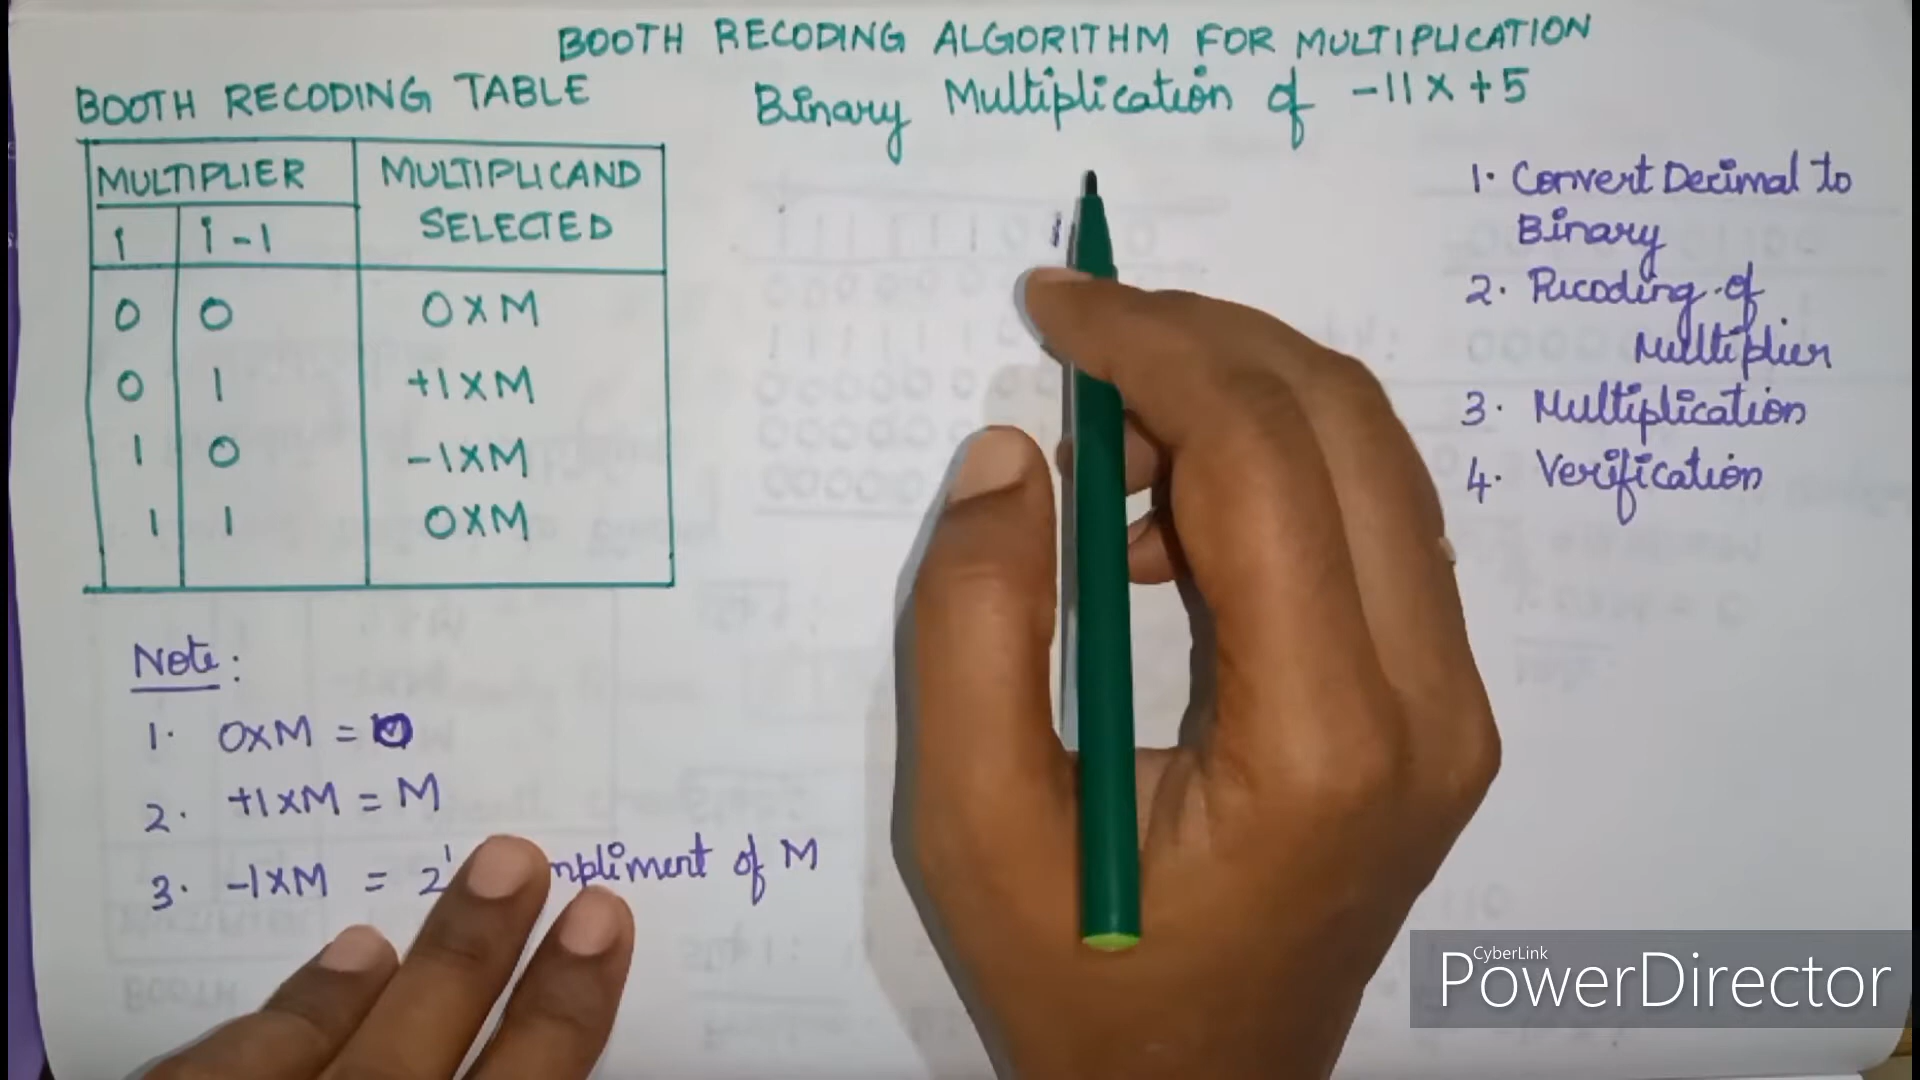 BOOTH RECODING ALGORITHM FOR MULTIPLICATION
Binary Multiplication of -11 x +5
BOOTH RECODING TABLE
MULTIPLIER MULTIPLICAND SELECTED
i i-1
0 0 0XM
0 1 +1XM
1 0 -1XM
1 1 0XM
Note:
1. 0XM = 0
2. +1XM = M
3. -1XM = of M
1. Convert Decimal to
Binary
2. Recoding of
Multiplier
3. Multiplication
4. Verification
CyberLink
PowerDirector